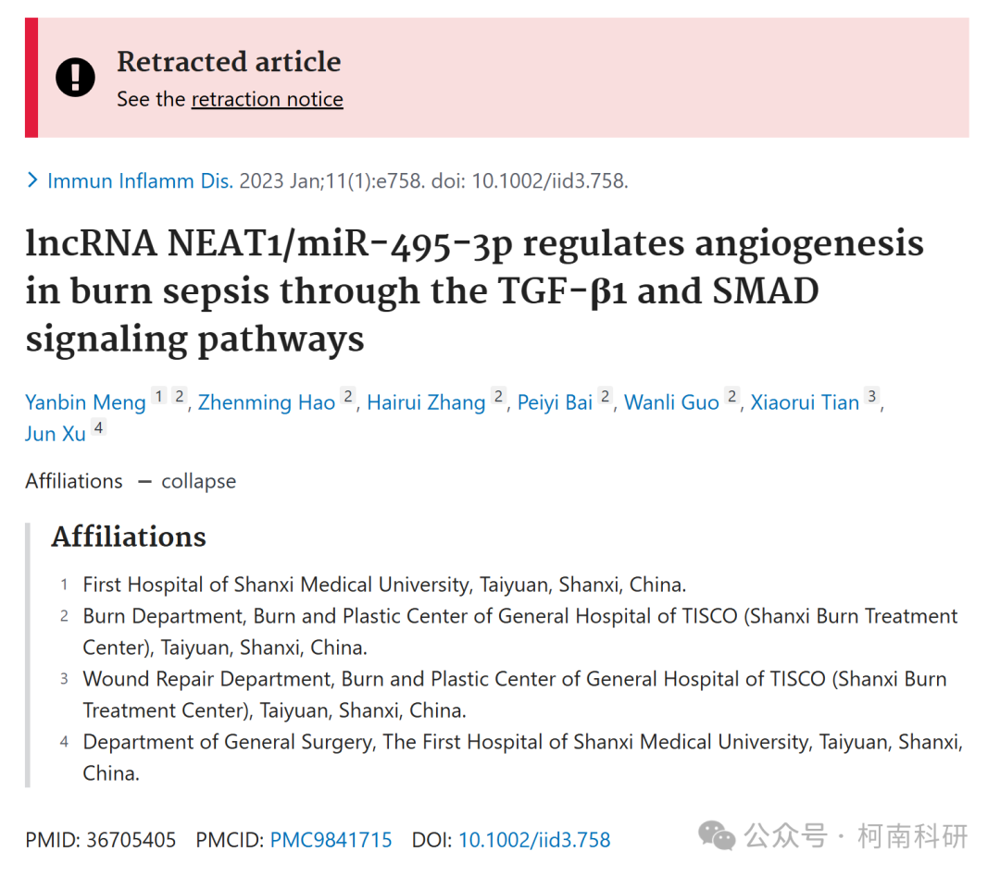 Retracted article
See the retraction notice
Immun Inflamm Dis. 2023 Jan;11(1):e758. doi: 10.1002/iid3.758.
lncRNA NEAT1/miR-495-3p regulates angiogenesis
in burn sepsis through the TGF-β1 and SMAD
signaling pathways
Yanbin Meng 1 2, Zhenming Hao 2, Hairui Zhang 2, Peiyi Bai 2, Wanli Guo 2, Xiaorui Tian 3,
Jun Xu 4
Affiliations — collapse
Affiliations
1 First Hospital of Shanxi Medical University, Taiyuan, Shanxi, China.
2 Burn Department, Burn and Plastic Center of General Hospital of TISCO (Shanxi Burn Treatment
Center), Taiyuan, Shanxi, China.
3 Wound Repair Department, Burn and Plastic Center of General Hospital of TISCO (Shanxi Burn
Treatment Center), Taiyuan, Shanxi, China.
4 Department of General Surgery, The First Hospital of Shanxi Medical University, Taiyuan, Shanxi,
China.
PMID: 36705405 PMCID: PMC9841715 DOI: 10.1002/iid3.758
公众号 · 柯南科研